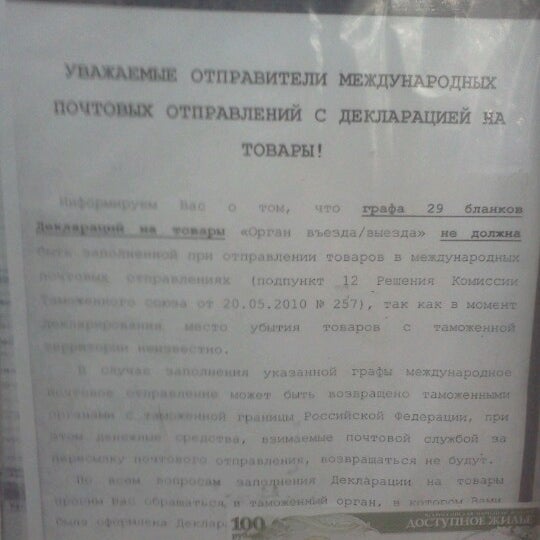 УВАЖАЕМЫЕ ОТПРАВИТЕЛИ МЕЖДУНАРОДНЫХ
ПОЧТОВЫХ ОТПРАВЛЕНИЙ С ДЕКЛАРАЦИЕЙ НА
ТОВАРЫ!
Информируем Вас о том, что графа 29 бланков
Деклараций на товары «Орган въезда/выезда» не должна
быть заполненной при отправлении товаров в международных
почтовых отправлениях (подпункт 12 Решения Комиссии
Таможенного союза от 20.05.2010 № 257), так как в момент
декларирования место убытия товаров с таможенной
территории неизвестно.
В случае заполнения указанной графы международное
почтовое отправление может быть возвращено таможенными
органами с таможенной границы Российской Федерации, при
этом денежные средства, взимаемые почтовой службой за
пересылку почтового отправления, возвращаться не будут.
По всем вопросам заполнения Декларации на товары
просим Вас обращаться в таможенный орган, в котором Вами
была оформлена Деклар
100
ДОСТУПНОЕ ЖИЛЬЕ